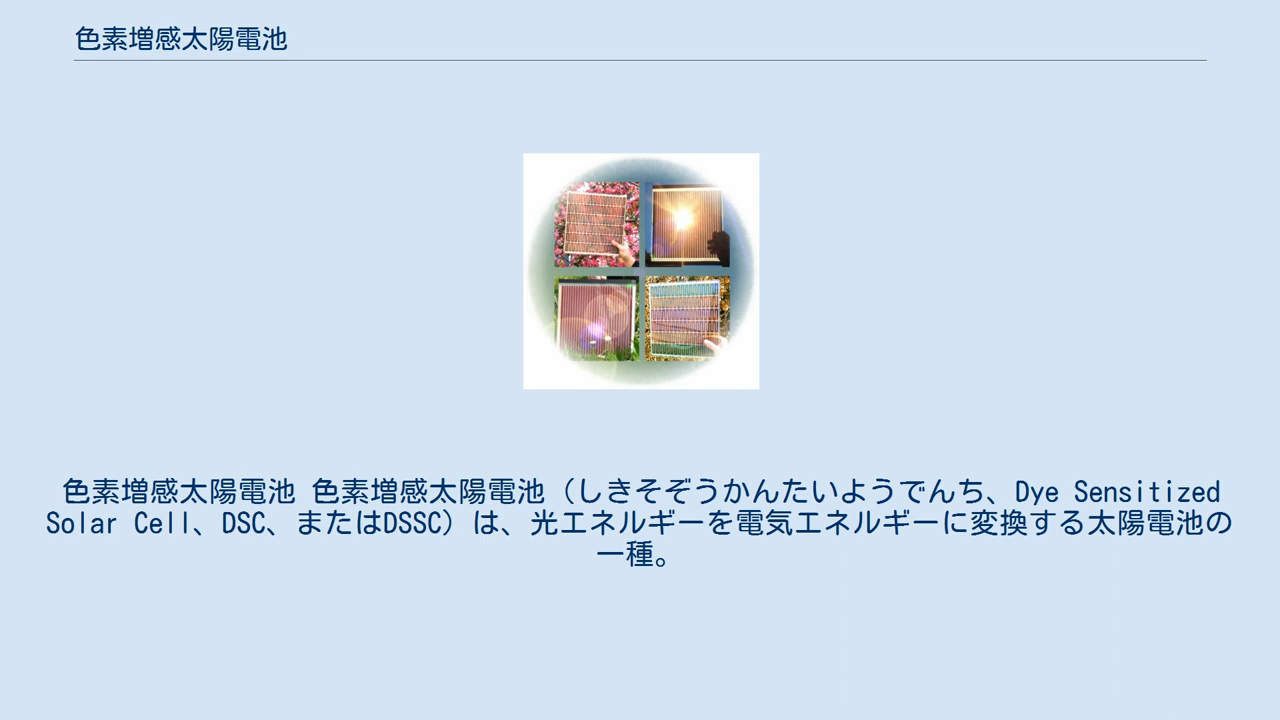 色素増感太陽電池
色素増感太陽電池 色素増感太陽電池（しきそぞうかんたいようでんち、Dye Sensitized
Solar Cell、DSC、またはDSSC）は、光エネルギーを電気エネルギーに変換する太陽電池の
一種。